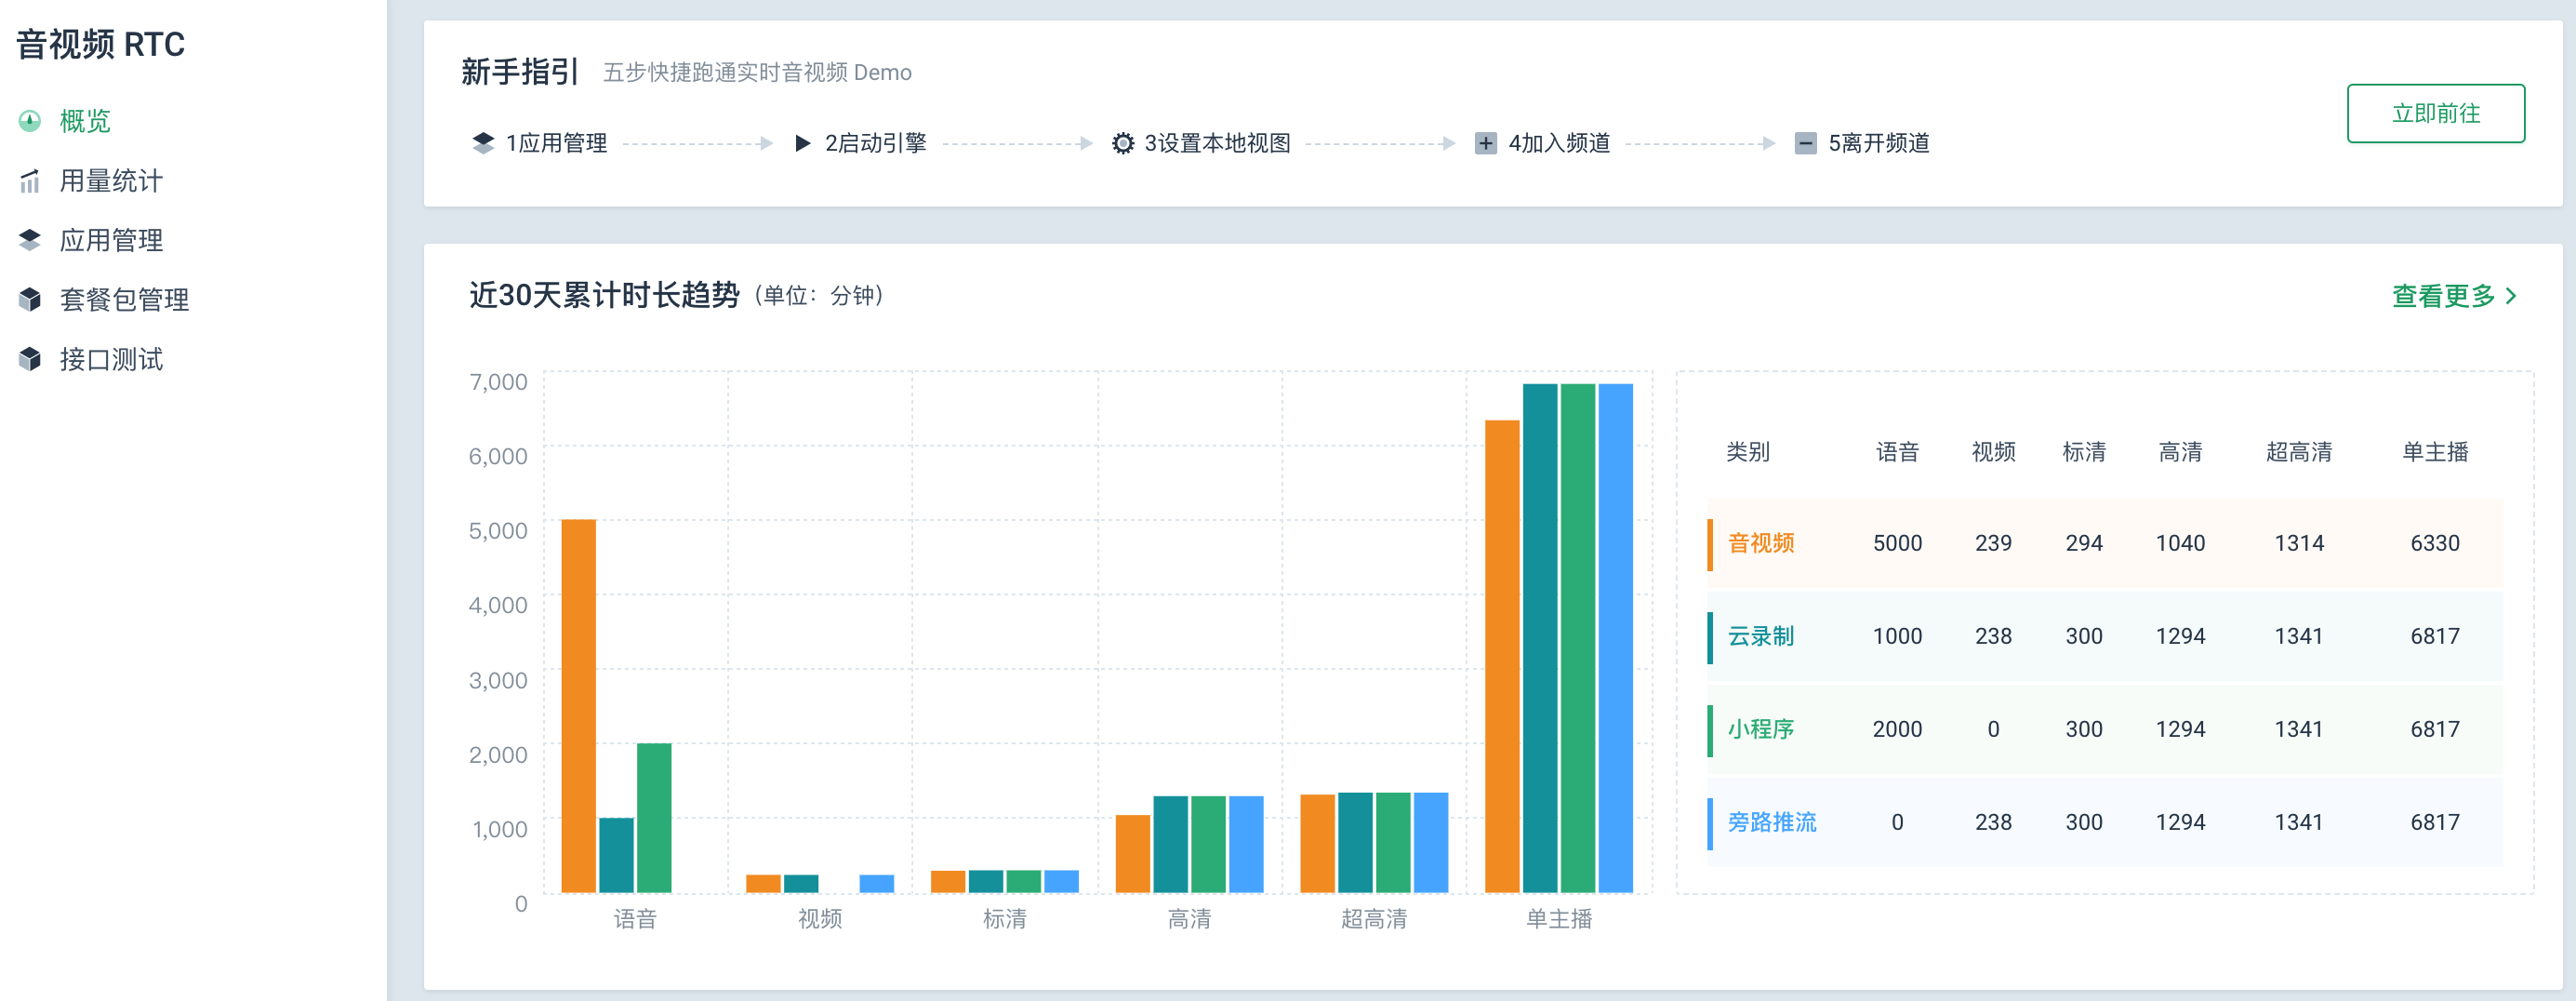 音视频 RTC
概览
用量统计
应用管理
套餐包管理
接口测试
新手指引 五步快捷跑通实时音视频 Demo
1应用管理 2启动引擎 3设置本地视图 4加入频道 5离开频道
立即前往
近30天累计时长趋势 (单位：分钟)
查看更多
7,000
6,000
5,000
4,000
3,000
2,000
1,000
0
语音 视频 标清 高清 超高清 单主播
类别 语音 视频 标清 高清 超高清 单主播
音视频 5000 239 294 1040 1314 6330
云录制 1000 238 300 1294 1341 6817
小程序 2000 0 300 1294 1341 6817
旁路推流 0 238 300 1294 1341 6817